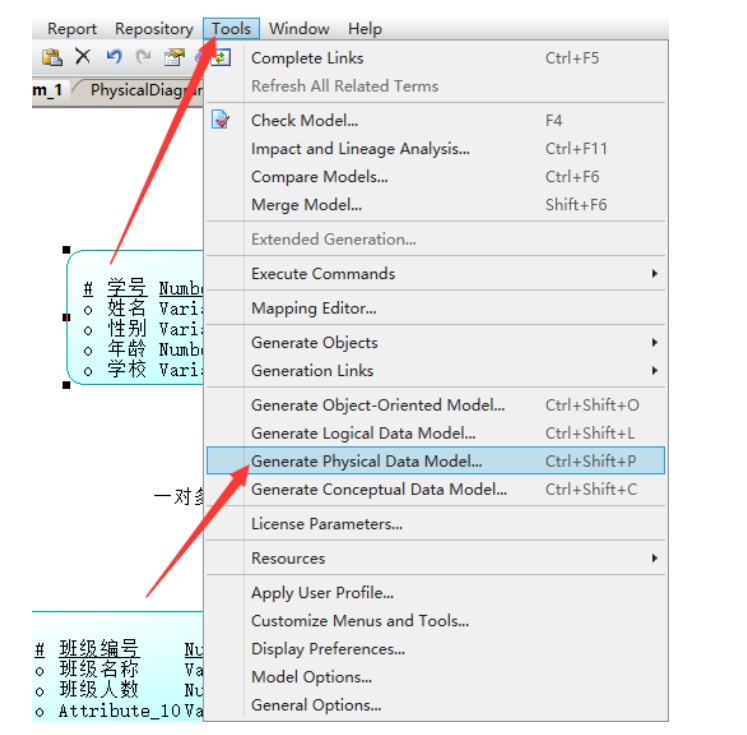 Report Repository Tools Window Help
m_1 PhysicalDiagra
Complete Links Ctrl+F5
Refresh All Related Terms
Check Model... F4
Impact and Lineage Analysis... Ctrl+F11
Compare Models... Ctrl+F6
Merge Model... Shift+F6
Extended Generation...
Execute Commands
Mapping Editor...
Generate Objects
Generation Links
Generate Object-Oriented Model... Ctrl+Shift+O
Generate Logical Data Model... Ctrl+Shift+L
Generate Physical Data Model... Ctrl+Shift+P
Generate Conceptual Data Model... Ctrl+Shift+C
License Parameters...
Resources
Apply User Profile...
Customize Menus and Tools...
Display Preferences...
Model Options...
General Options...
# 学号 Numb
o 姓名 Vari
o 性别 Vari
o 年龄 Numb
o 学校 Vari
一对多
# 班级编号 Nu
o 班级名称 Va
o 班级人数 Nu
o Attribute_10 Va